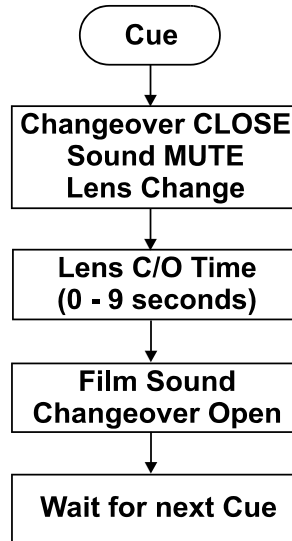 Cue
Changeover CLOSE
Sound MUTE
Lens Change
Lens C/O Time
(0 - 9 seconds)
Film Sound
Changeover Open
Wait for next Cue